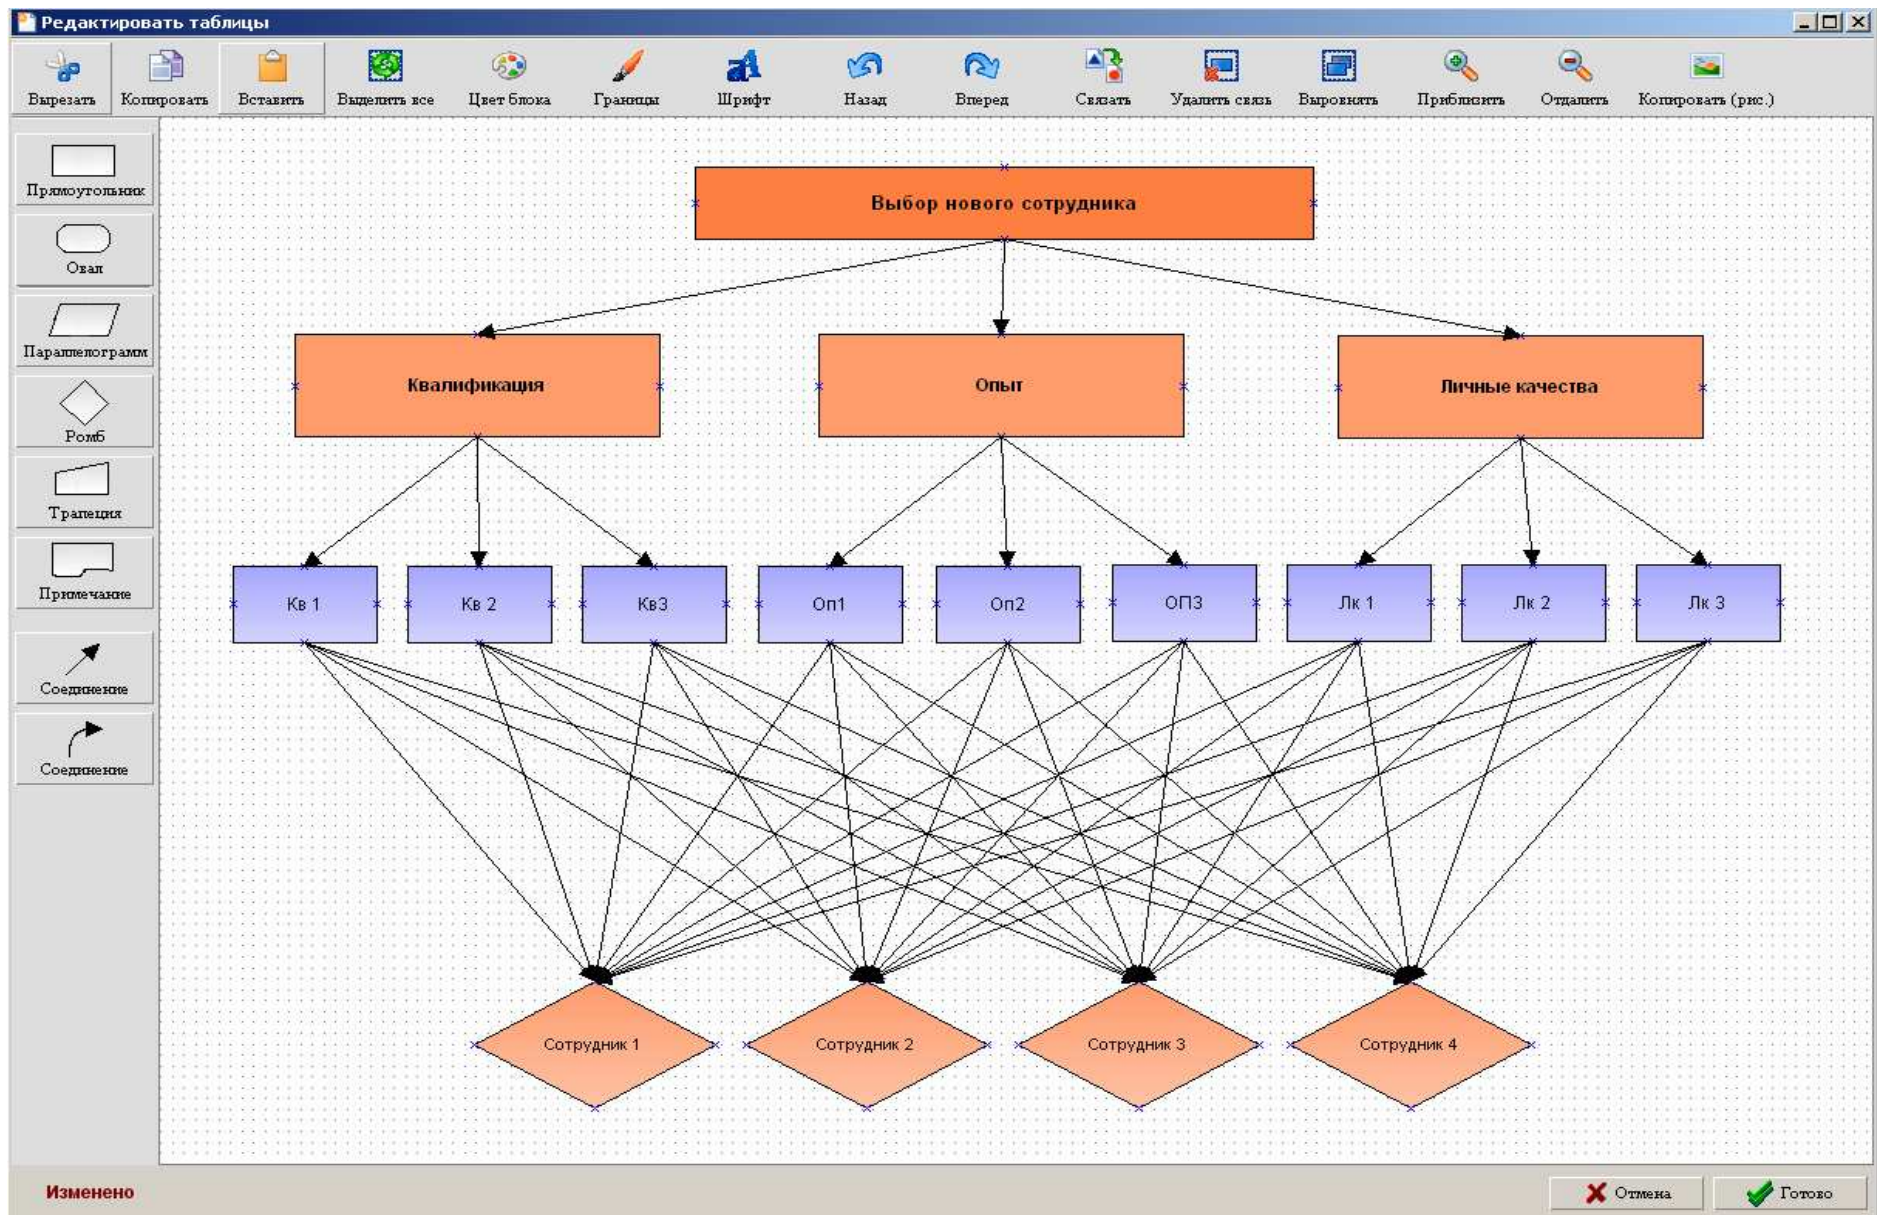 Редактировать таблицы
Вырезать Копировать Вставить Выделить все Цвет блока Границы Шрифт Назад Вперед Связать Удалить связь Выровнять Приблизить Отдалить Копировать (рис.)
Прямоугольник
Овал
Параллелограмм
Ромб
Трапеция
Примечание
Соединение
Соединение
Выбор нового сотрудника
Квалификация Опыт Личные качества
Кв 1 Кв 2 Кв3 Оп1 Оп2 ОП3 Лк 1 Лк 2 Лк 3
Сотрудник 1 Сотрудник 2 Сотрудник 3 Сотрудник 4
Изменено Отмена Готово